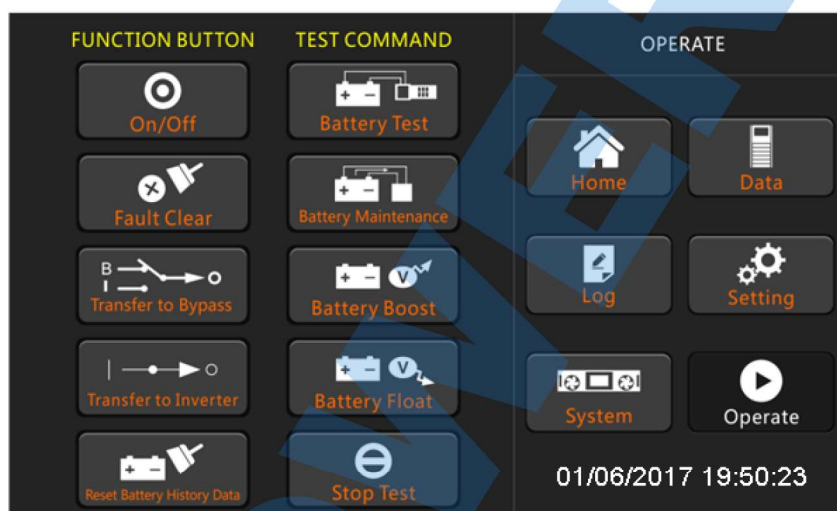 FUNCTION BUTTON
TEST COMMAND
OPERATE
On/Off
Battery Test
Fault Clear
Battery Maintenance
Home
Data
B
I
Transfer to Bypass
Battery Boost
Log
Setting
Transfer to Inverter
Battery Float
System
Operate
Reset Battery History Data
Stop Test
01/06/2017 19:50:23